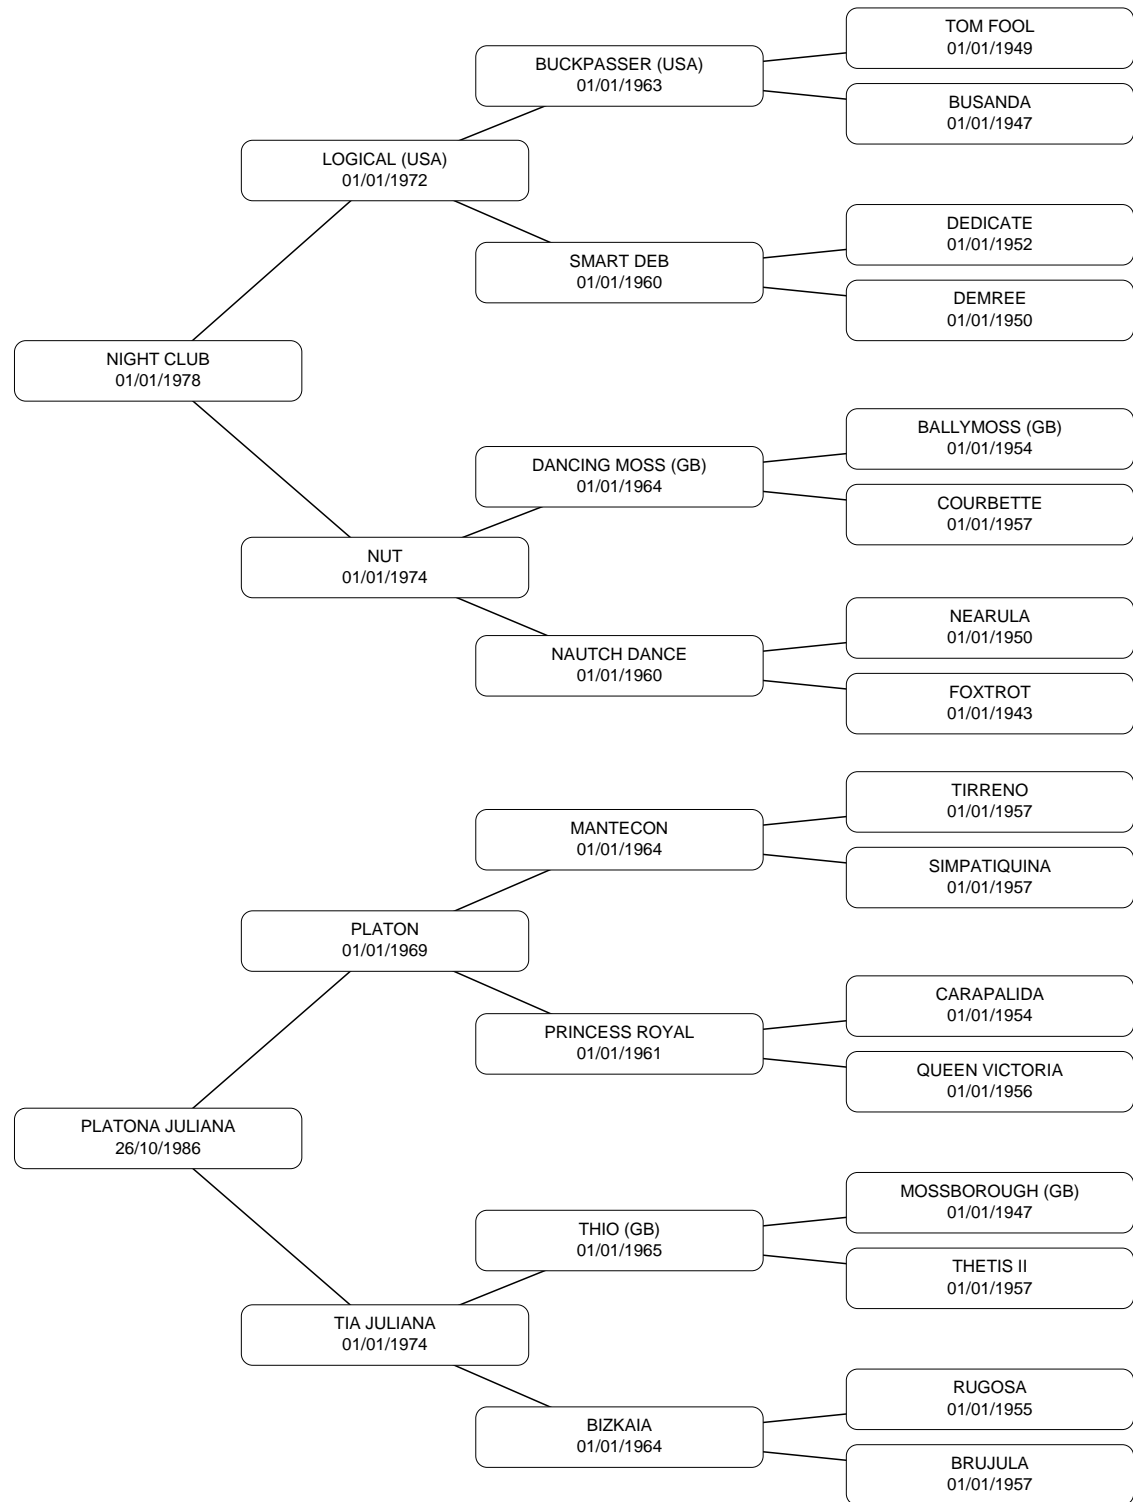 TOM FOOL
01/01/1949
BUCKPASSER (USA)
01/01/1963
BUSANDA
01/01/1947
LOGICAL (USA)
01/01/1972
DEDICATE
01/01/1952
SMART DEB
01/01/1960
DEMREE
01/01/1950
NIGHT CLUB
01/01/1978
BALLYMOSS (GB)
01/01/1954
DANCING MOSS (GB)
01/01/1964
COURBETTE
01/01/1957
NUT
01/01/1974
NEARULA
01/01/1950
NAUTCH DANCE
01/01/1960
FOXTROT
01/01/1943
TIRRENO
01/01/1957
MANTECON
01/01/1964
SIMPATIQUINA
01/01/1957
PLATON
01/01/1969
CARAPALIDA
01/01/1954
PRINCESS ROYAL
01/01/1961
QUEEN VICTORIA
01/01/1956
PLATONA JULIANA
26/10/1986
MOSSBOROUGH (GB)
01/01/1947
THIO (GB)
01/01/1965
THETIS II
01/01/1957
TIA JULIANA
01/01/1974
RUGOSA
01/01/1955
BIZKAIA
01/01/1964
BRUJULA
01/01/1957